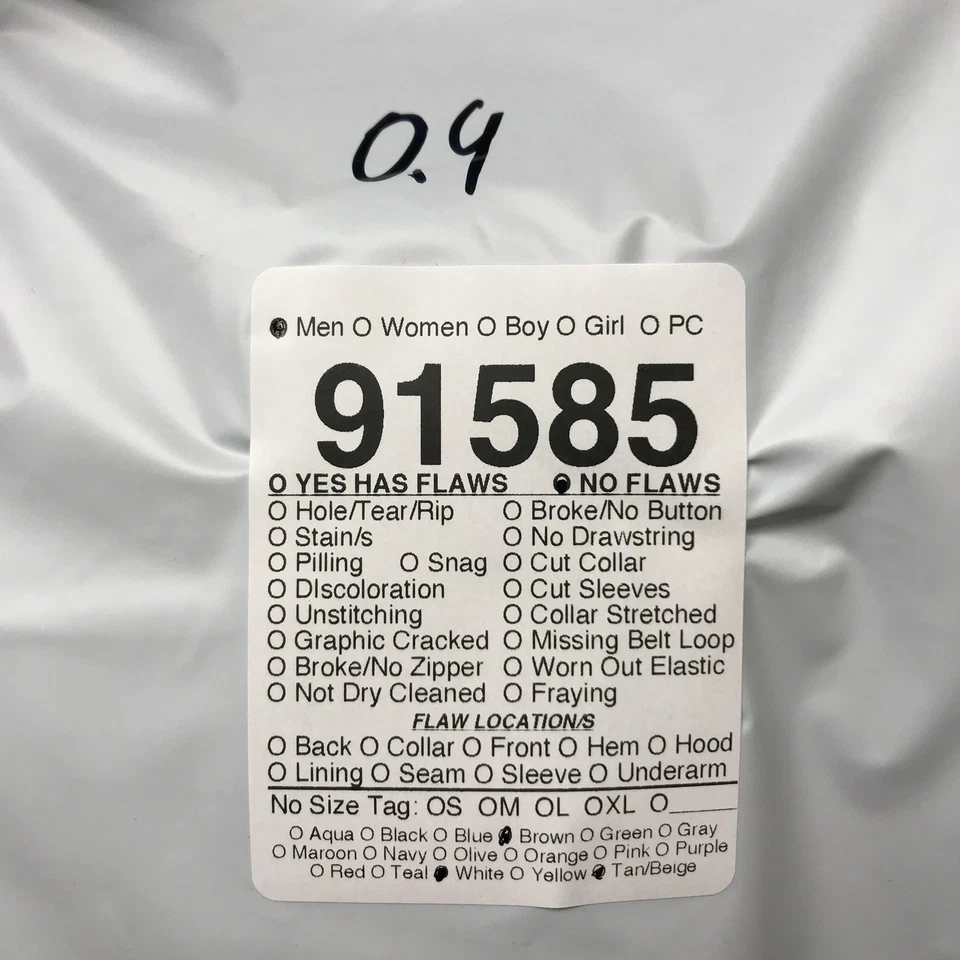 0.9
● Men O Women O Boy O Girl O PC
91585
O YES HAS FLAWS ● NO FLAWS
O Hole/Tear/Rip O Broke/No Button
O Stain/s O No Drawstring
O Pilling O Snag O Cut Collar
O DIscoloration O Cut Sleeves
O Unstitching O Collar Stretched
O Graphic Cracked O Missing Belt Loop
O Broke/No Zipper O Worn Out Elastic
O Not Dry Cleaned O Fraying
FLAW LOCATION/S
O Back O Collar O Front O Hem O Hood
O Lining O Seam O Sleeve O Underarm
No Size Tag: OS OM OL OXL O______
O Aqua O Black O Blue ● Brown O Green O Gray
O Maroon O Navy O Olive O Orange O Pink O Purple
O Red O Teal ● White O Yellow ● Tan/Beige